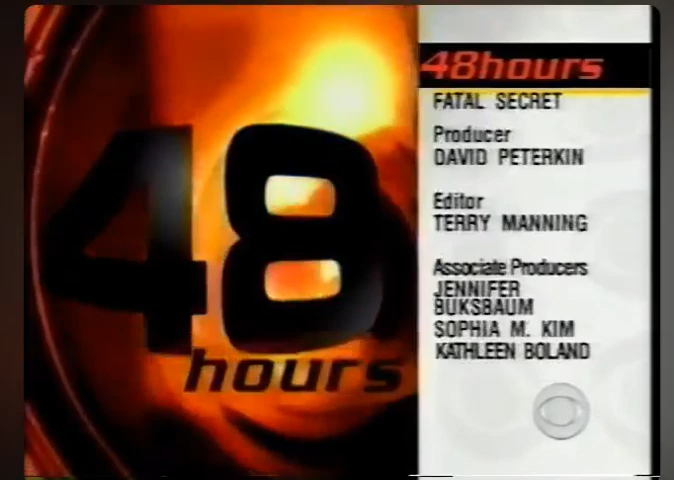 48
hours
48hours
FATAL SECRET
Producer
DAVID PETERKIN
Editor
TERRY MANNING
Associate Producers
JENNIFER
BUKSBAUM
SOPHIA M. KIM
KATHLEEN BOLAND